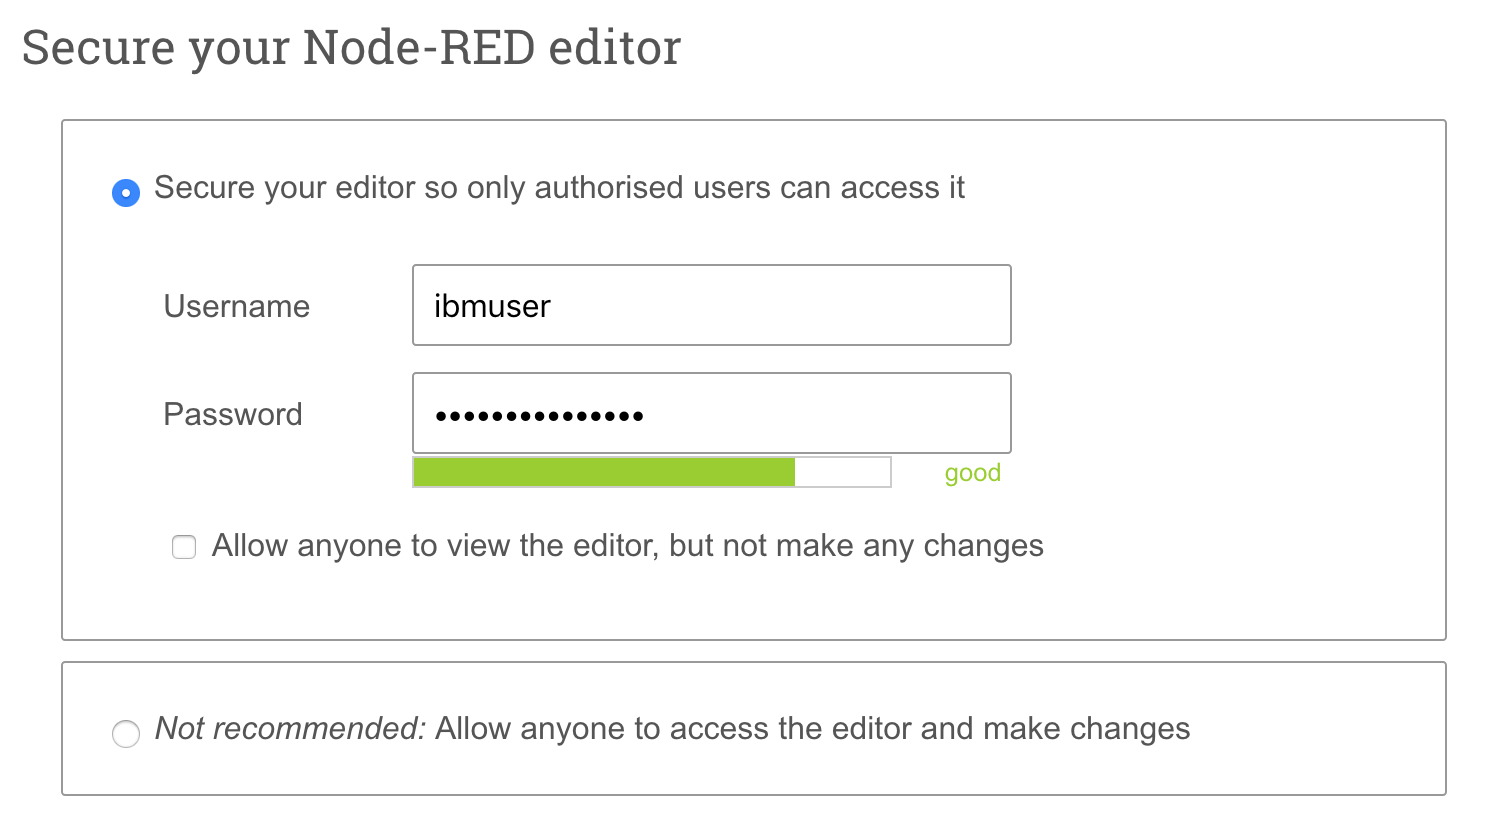 Secure your Node-RED editor
Secure your editor so only authorised users can access it
Username
ibmuser
Password
•••••••••••••••
good
Allow anyone to view the editor, but not make any changes
Not recommended: Allow anyone to access the editor and make changes